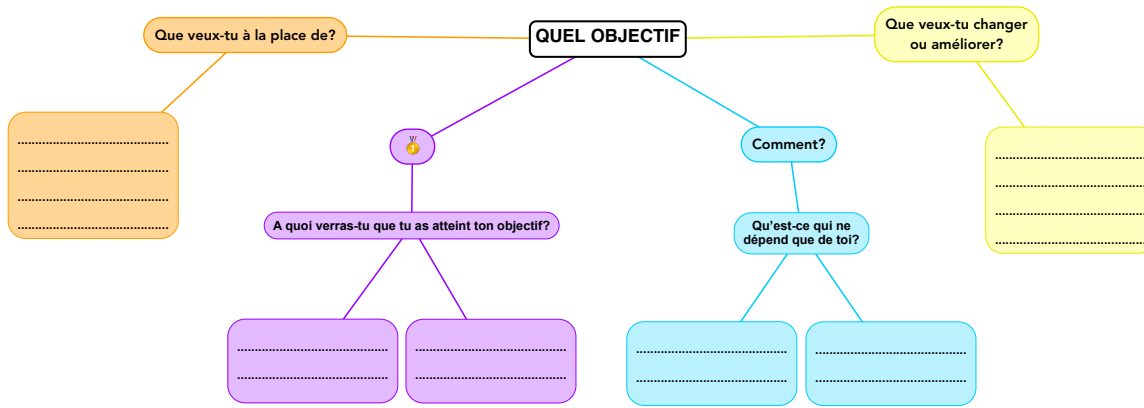 QUEL OBJECTIF
Que veux-tu à la place de?
Que veux-tu changer
ou améliorer?
Comment?
A quoi verras-tu que tu as atteint ton objectif?
Qu'est-ce qui ne
dépend que de toi?